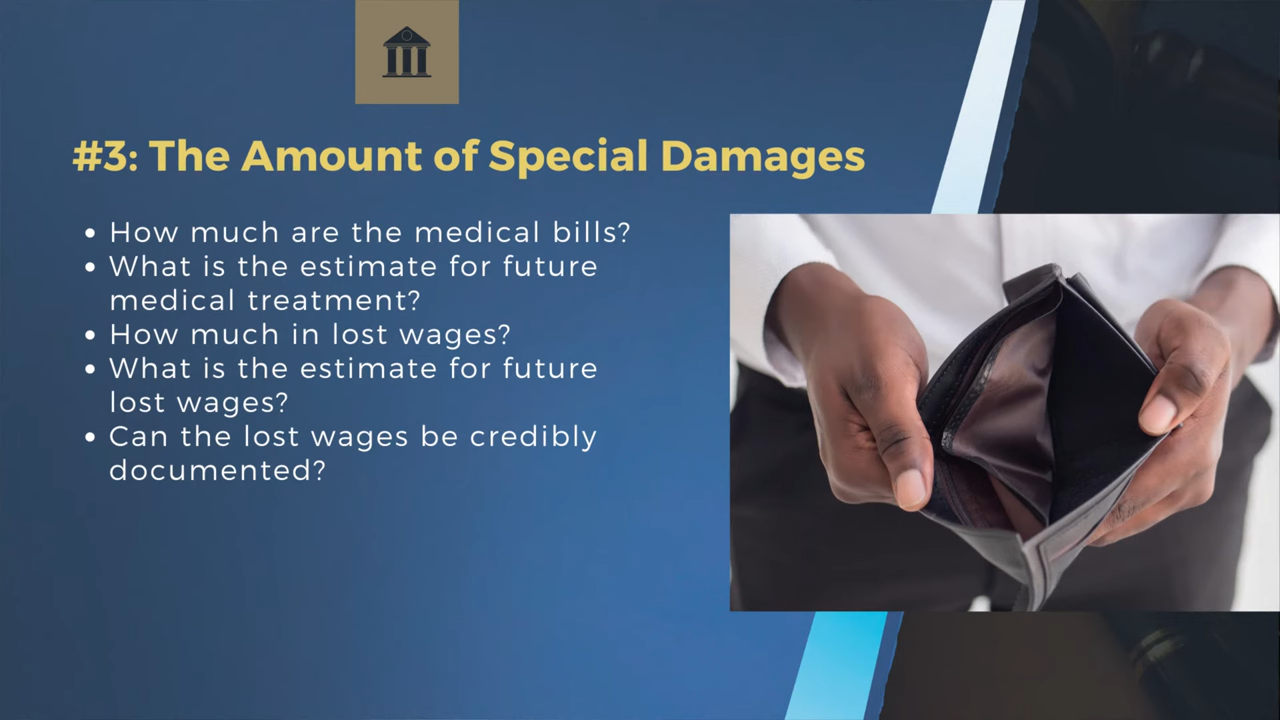 #3: The Amount of Special Damages
• How much are the medical bills?
• What is the estimate for future
medical treatment?
• How much in lost wages?
• What is the estimate for future
lost wages?
• Can the lost wages be credibly
documented?